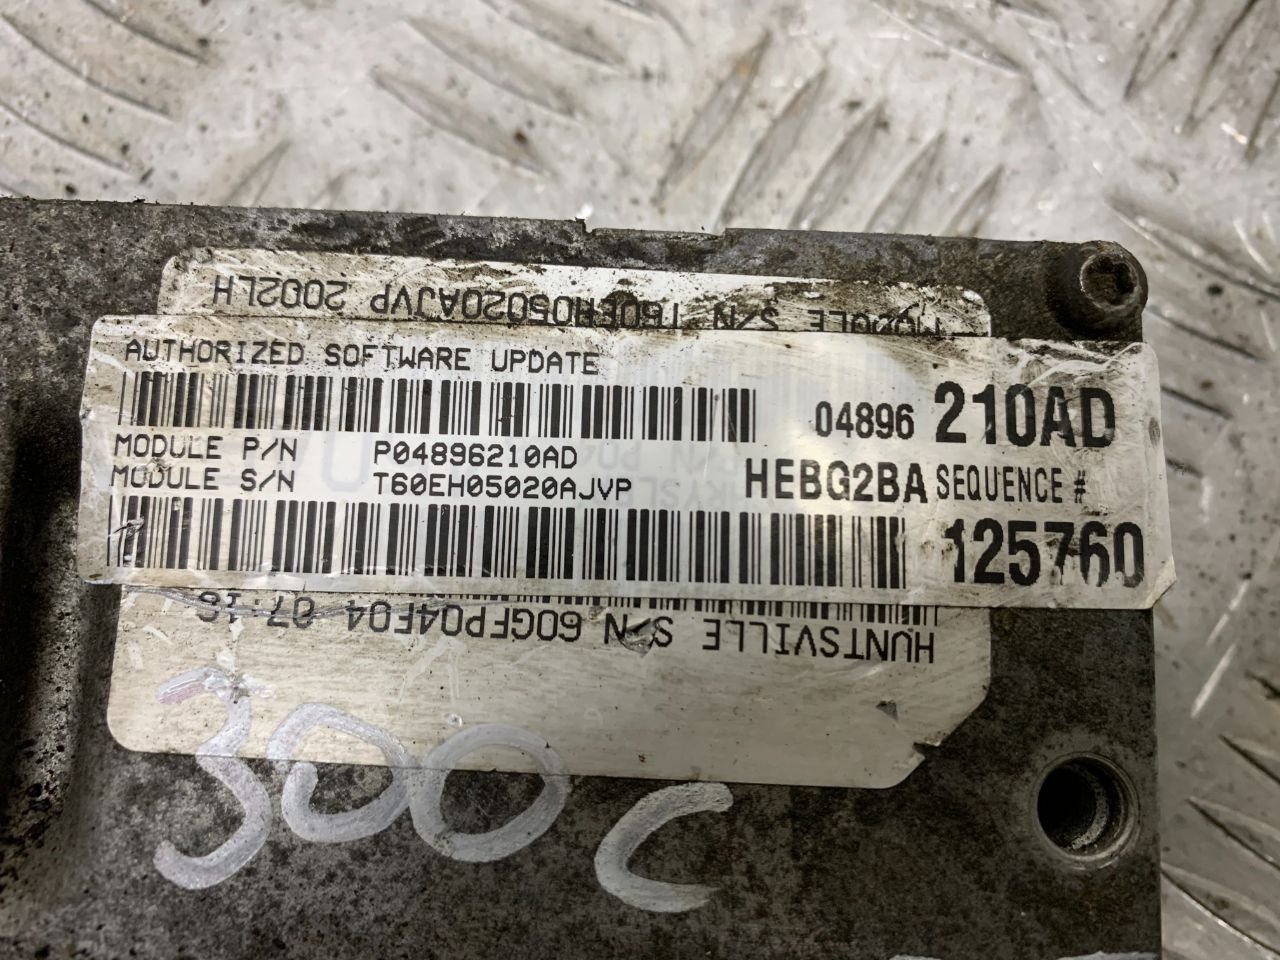 MODULE S/N T60EH05020AJVP 2002LH
AUTHORIZED SOFTWARE UPDATE
04896 210AD
MODULE P/N P04896210AD
MODULE S/N T60EH05020AJVP
HEBG2BA SEQUENCE #
125760
HUNTSVILLE S/N 60GFP04F04 07:18
300C